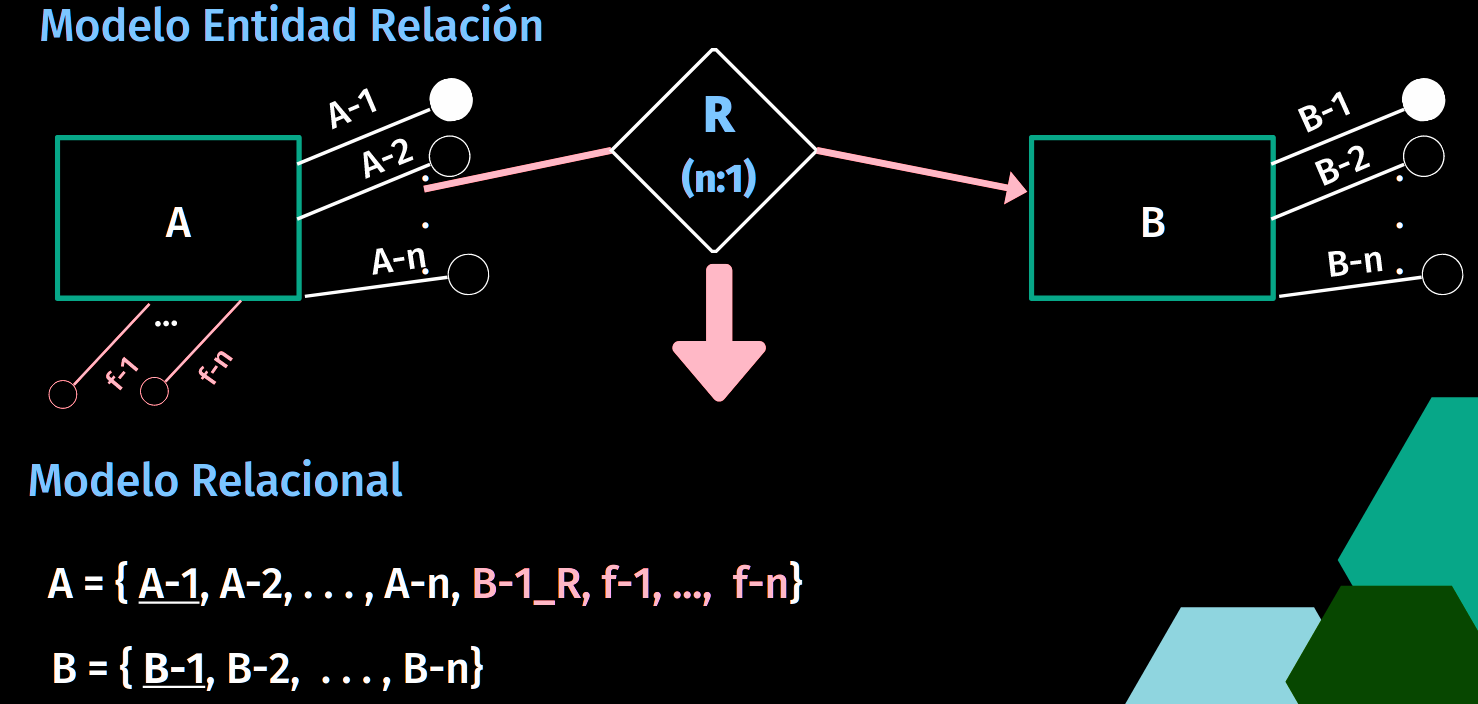 Modelo Entidad Relación
A-1
A-2
.
.
A-n.
A
...
f-1
f-n
R
(n:1)
B-1
B-2
.
.
B-n .
B
Modelo Relacional
A = { A-1, A-2, . . . , A-n, B-1_R, f-1, ..., f-n}
B = { B-1, B-2, . . . , B-n}